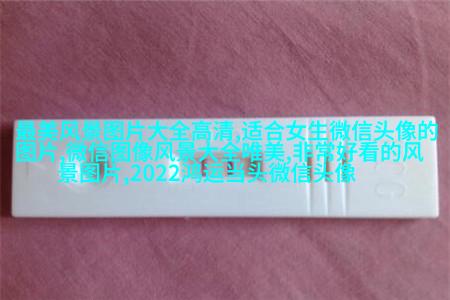 最美风景图片大全高清,适合女生微信头像的
图片,微信图像风景大全唯美,非常好看的风
景图片,2022鸿运当头微信头像